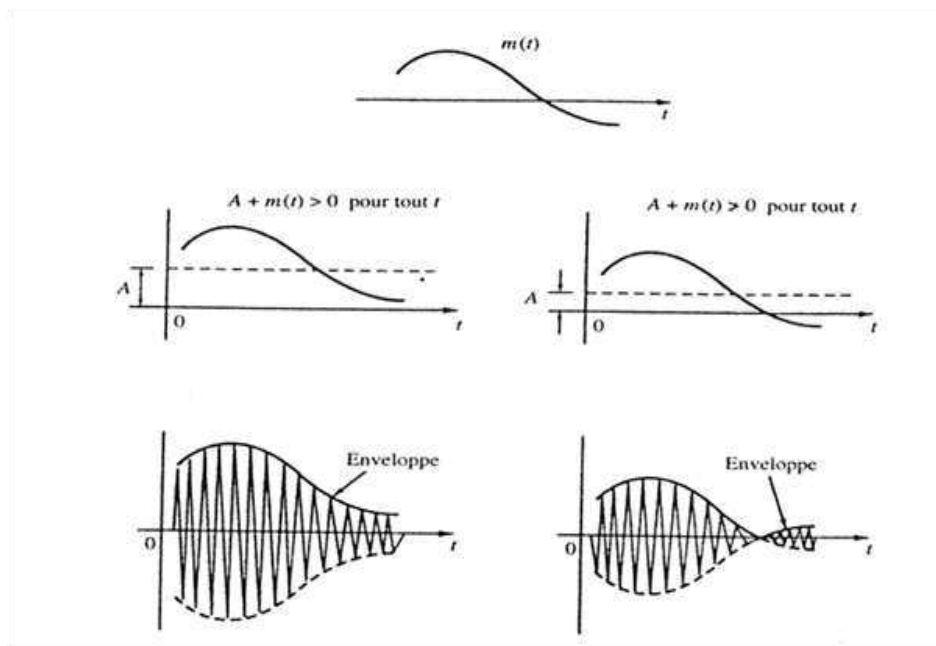 m(t)
t
A + m(t) > 0 pour tout t
A
0
t
A + m(t) ≯ 0 pour tout t
A
0
t
Enveloppe
0
t
Enveloppe
0
t